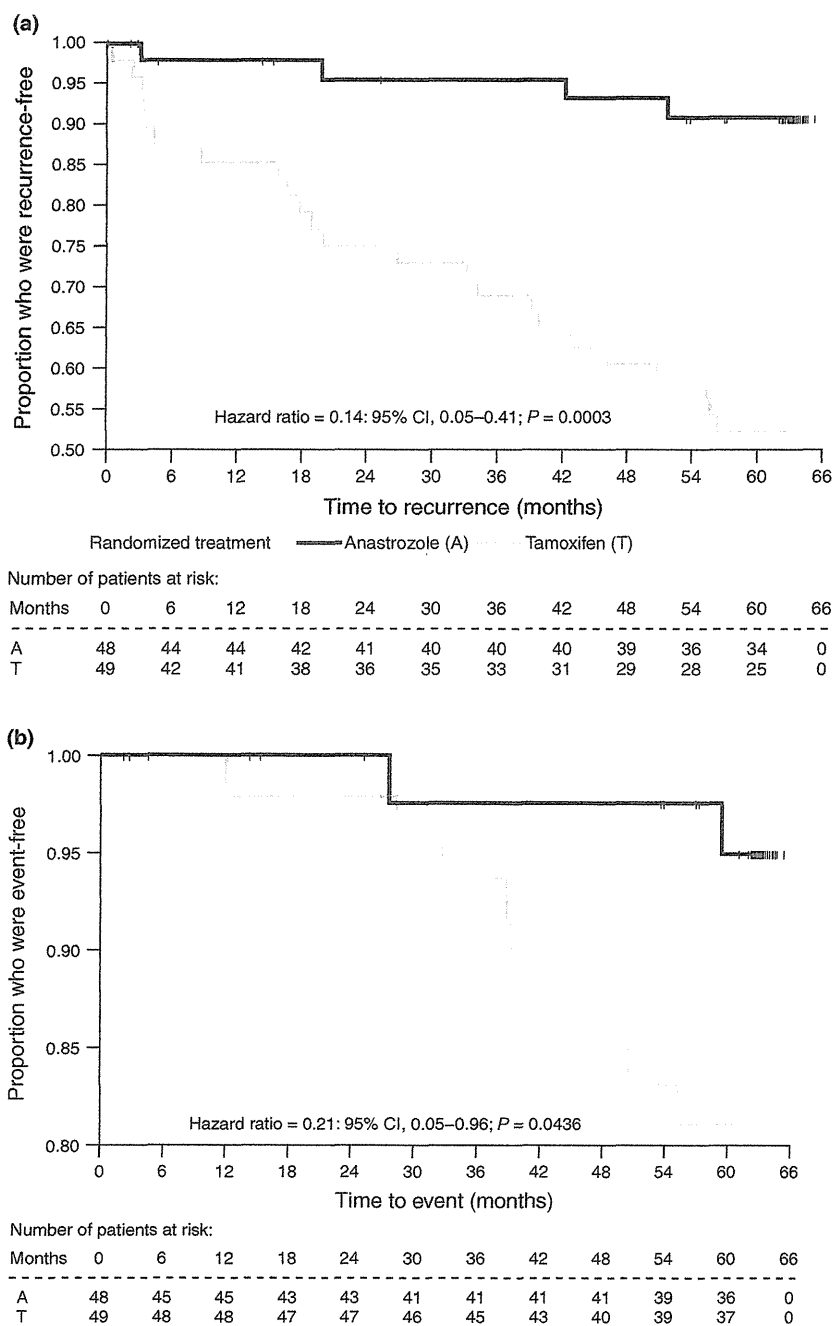 (a)
1.00
0.95
0.90
0.85
0.80
0.75
0.70
0.65
0.60
0.55
0.50
Proportion who were recurrence-free
Hazard ratio = 0.14: 95% CI, 0.05–0.41; P = 0.0003
0 6 12 18 24 30 36 42 48 54 60 66
Time to recurrence (months)
Randomized treatment Anastrozole (A) Tamoxifen (T)
Number of patients at risk:
Months 0 6 12 18 24 30 36 42 48 54 60 66
A 48 44 44 42 41 40 40 40 39 36 34 0
T 49 42 41 38 36 35 33 31 29 28 25 0
(b)
1.00
0.95
0.90
0.85
0.80
Proportion who were event-free
Hazard ratio = 0.21: 95% CI, 0.05–0.96; P = 0.0436
0 6 12 18 24 30 36 42 48 54 60 66
Time to event (months)
Number of patients at risk:
Months 0 6 12 18 24 30 36 42 48 54 60 66
A 48 45 45 43 43 41 41 41 41 39 36 0
T 49 48 48 47 47 46 45 43 40 39 37 0